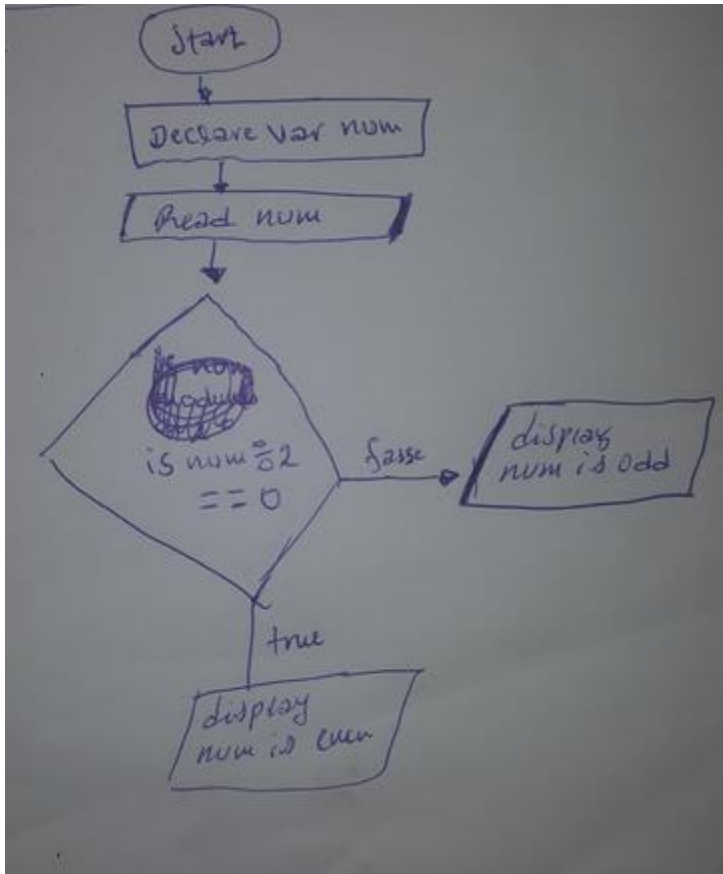 Start
Declare var num
Read num
is num % 2
== 0
false
display
num is odd
true
display
num is even